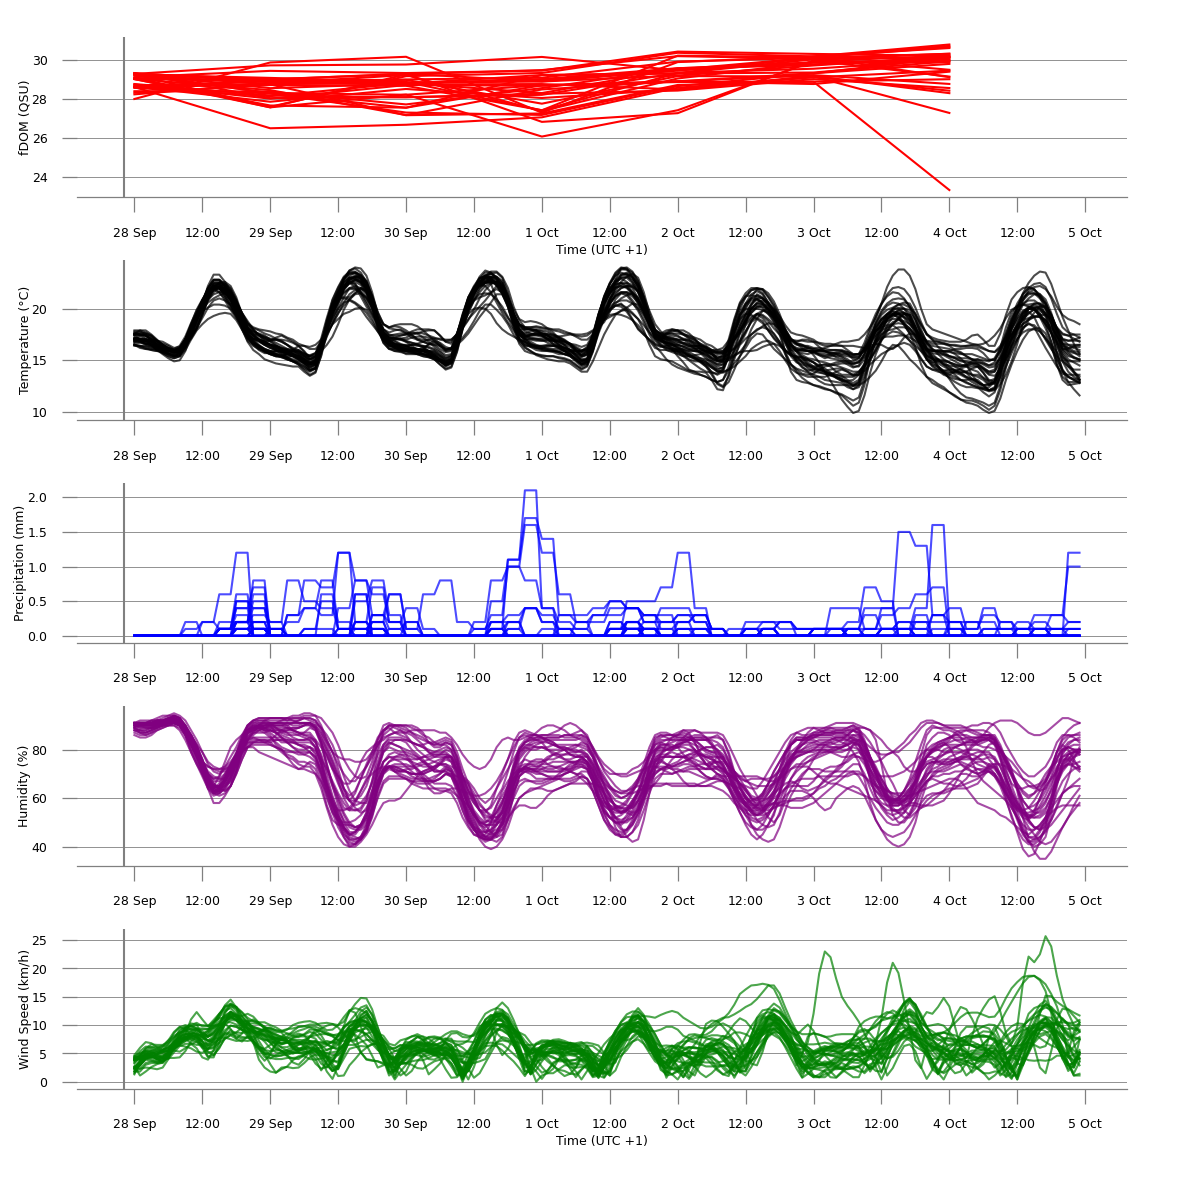 30
28
26
24
fDOM (QSU)
28 Sep 12:00 29 Sep 12:00 30 Sep 12:00 1 Oct 12:00 2 Oct 12:00 3 Oct 12:00 4 Oct 12:00 5 Oct
Time (UTC +1)
20
15
10
Temperature (°C)
28 Sep 12:00 29 Sep 12:00 30 Sep 12:00 1 Oct 12:00 2 Oct 12:00 3 Oct 12:00 4 Oct 12:00 5 Oct
2.0
1.5
1.0
0.5
0.0
Precipitation (mm)
28 Sep 12:00 29 Sep 12:00 30 Sep 12:00 1 Oct 12:00 2 Oct 12:00 3 Oct 12:00 4 Oct 12:00 5 Oct
80
60
40
Humidity (%)
28 Sep 12:00 29 Sep 12:00 30 Sep 12:00 1 Oct 12:00 2 Oct 12:00 3 Oct 12:00 4 Oct 12:00 5 Oct
25
20
15
10
5
0
Wind Speed (km/h)
28 Sep 12:00 29 Sep 12:00 30 Sep 12:00 1 Oct 12:00 2 Oct 12:00 3 Oct 12:00 4 Oct 12:00 5 Oct
Time (UTC +1)